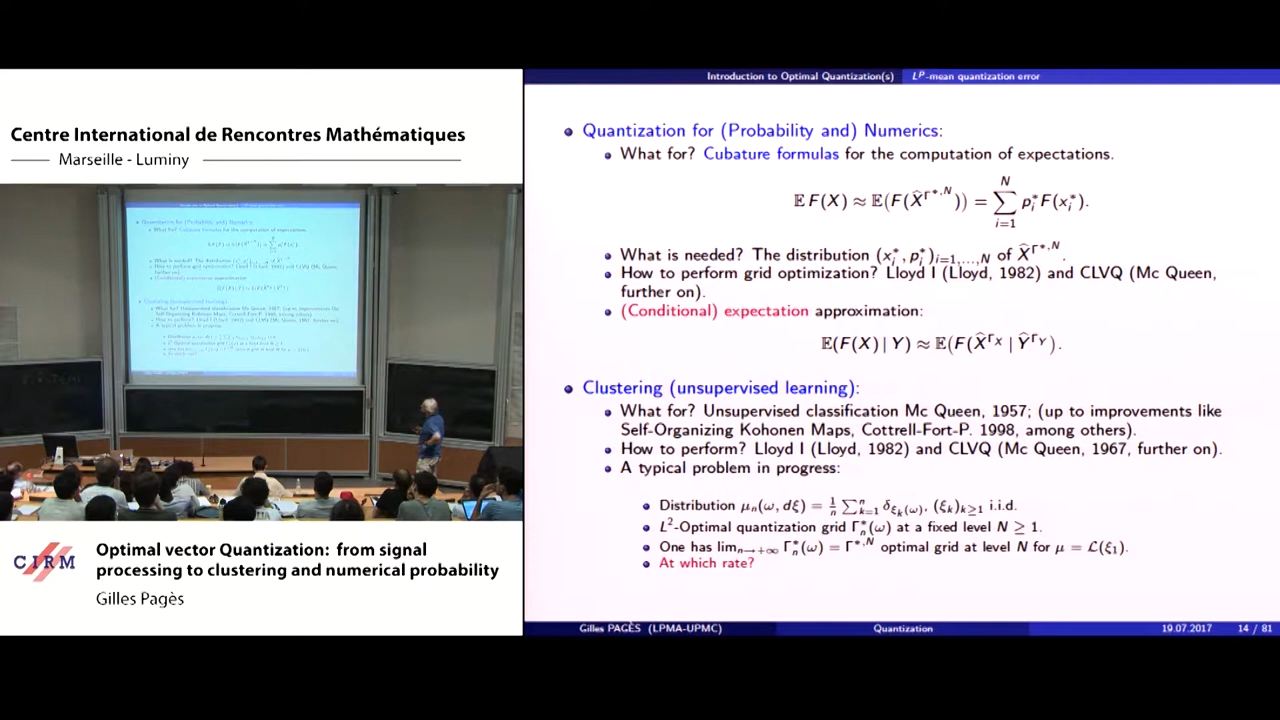 Centre International de Rencontres Mathématiques
Marseille - Luminy
Introduction to Optimal Quantization(s) Lᵖ-mean quantization error
Quantization for (Probability and) Numerics:
What for? Cubature formulas for the computation of expectations.
𝔼 F(X) ≈ 𝔼(F(X̂^{Γ*,N})) = ∑_{i=1}^{N} p_i^* F(x_i^*).
What is needed? The distribution (x_i^*, p_i^*)_{i=1,...,N} of X̂^{Γ*,N}.
How to perform grid optimization? Lloyd I (Lloyd, 1982) and CLVQ (Mc Queen,
further on).
(Conditional) expectation approximation:
𝔼(F(X) | Y) ≈ 𝔼(F(X̂^{Γ_X} | Ŷ^{Γ_Y}).
Clustering (unsupervised learning):
What for? Unsupervised classification Mc Queen, 1957; (up to improvements like
Self-Organizing Kohonen Maps, Cottrell-Fort-P. 1998, among others).
How to perform? Lloyd I (Lloyd, 1982) and CLVQ (Mc Queen, 1967, further on).
A typical problem in progress:
Distribution μ_n(ω, dξ) = 1/n ∑_{k=1}^{n} δ_{ξ_k(ω)}, (ξ_k)_{k≥1} i.i.d.
L²-Optimal quantization grid Γ_n^*(ω) at a fixed level N ≥ 1.
One has lim_{n→+∞} Γ_n^*(ω) = Γ^{*,N} optimal grid at level N for μ = ℒ(ξ_1).
At which rate?
Gilles PAGÈS (LPMA-UPMC) Quantization 19.07.2017 14 / 81
CIRM
Optimal vector Quantization: from signal
processing to clustering and numerical probability
Gilles Pagès